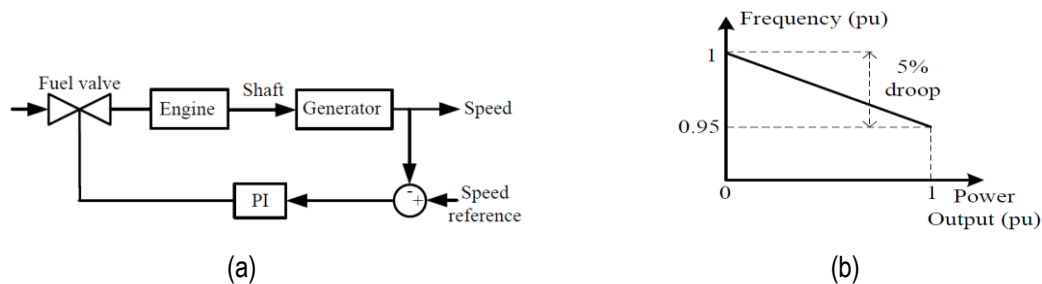 Fuel valve
Engine
Shaft
Generator
Speed
PI
-
+
Speed
reference
(a)
Frequency (pu)
1
5%
droop
0.95
0
1
Power
Output (pu)
(b)